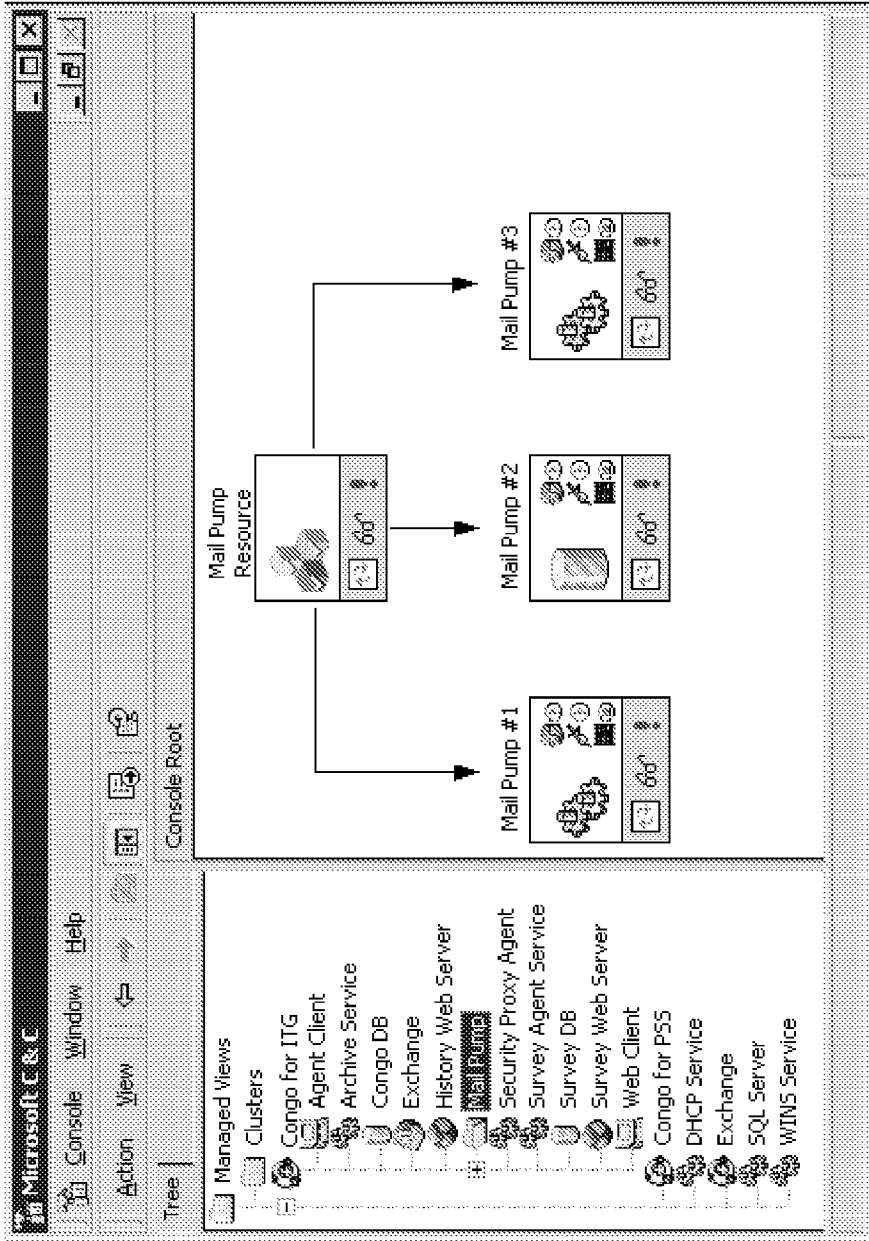 Microsoft C & C
Console Window Help
Action View
Tree
Console Root
Managed Views
Clusters
Congo for ITG
Agent Client
Archive Service
Congo DB
Exchange
History Web Server
Mail Pump
Security Proxy Agent
Survey Agent Service
Survey DB
Survey Web Server
Web Client
Congo for PSS
DHCP Service
Exchange
SQL Server
WINS Service
Mail Pump
Resource
Mail Pump #1
Mail Pump #2
Mail Pump #3